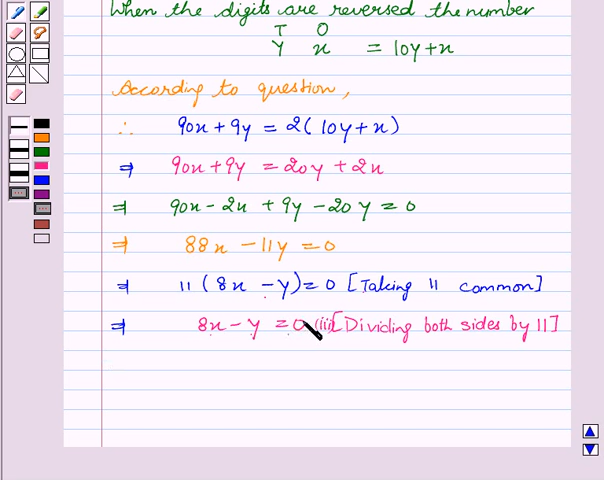 When the digits are reversed the number
T O
Y x = 10y+x
According to question,
∴ 90x+9y = 2(10y+x)
⇒ 90x+9y = 20y+2x
⇒ 90x-2x+9y-20y=0
⇒ 88x-11y=0
⇒ 11(8x-y)=0 [Taking 11 common]
⇒ 8x-y=0 (iii)[Dividing both sides by 11]